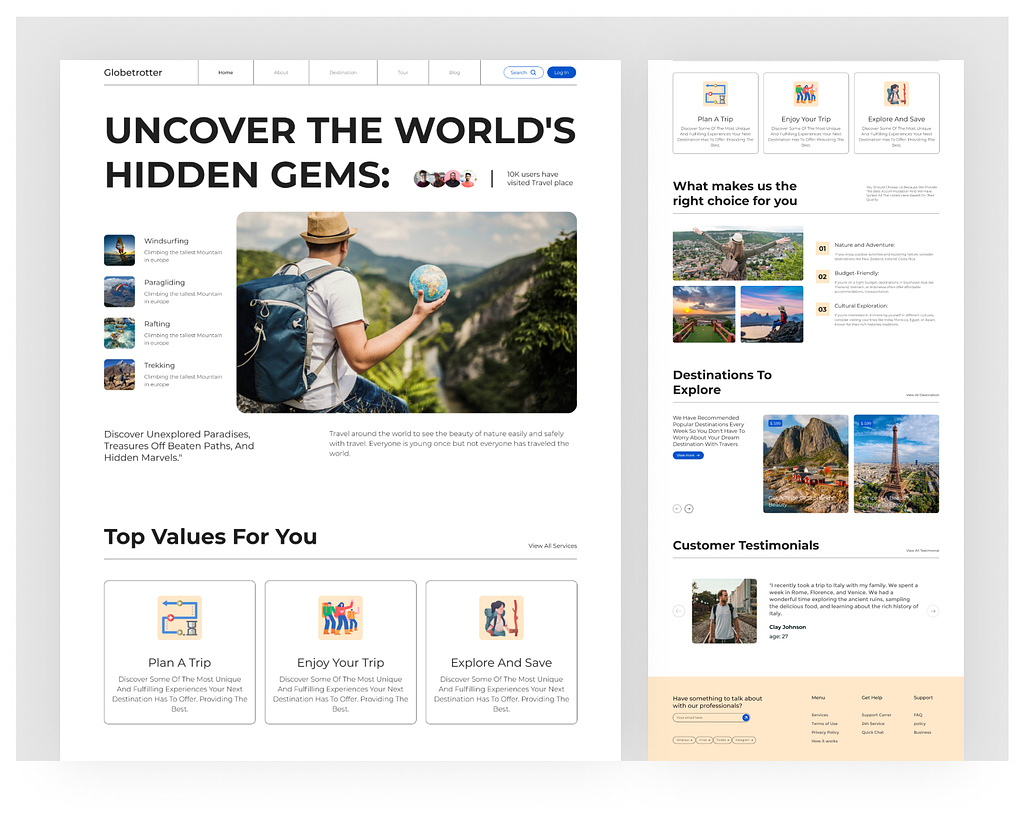 Globetrotter
Home
About
Destination
Tour
Blog
Search
Log In
UNCOVER THE WORLD'S
HIDDEN GEMS:
10K users have
visited Travel place
Windsurfing
Climbing the tallest Mountain
in europe
Paragliding
Climbing the tallest Mountain
in europe
Rafting
Climbing the tallest Mountain
in europe
Trekking
Climbing the tallest Mountain
in europe
Discover Unexplored Paradises,
Treasures Off Beaten Paths, And
Hidden Marvels."
Travel around the world to see the beauty of nature easily and safely
with travel. Everyone is young once but not everyone has traveled the
world.
Top Values For You
View All Services
Plan A Trip
Discover Some Of The Most Unique
And Fulfilling Experiences Your Next
Destination Has To Offer. Providing The
Best.
Enjoy Your Trip
Discover Some Of The Most Unique
And Fulfilling Experiences Your Next
Destination Has To Offer. Providing The
Best.
Explore And Save
Discover Some Of The Most Unique
And Fulfilling Experiences Your Next
Destination Has To Offer. Providing The
Best.
Plan A Trip
Discover Some Of The Most Unique
And Fulfilling Experiences Your Next
Destination Has To Offer. Providing The
Best.
Enjoy Your Trip
Discover Some Of The Most Unique
And Fulfilling Experiences Your Next
Destination Has To Offer. Providing The
Best.
Explore And Save
Discover Some Of The Most Unique
And Fulfilling Experiences Your Next
Destination Has To Offer. Providing The
Best.
What makes us the
right choice for you
01
Nature and Adventure:
02
Budget-Friendly:
03
Cultural Exploration:
Destinations To
Explore
View All Destination
We Have Recommended
Popular Destinations Every
Week So You Don't Have To
Worry About Your Dream
Destination With Travers
View more
$ 599
$ 599
Beauty
Customer Testimonials
View All Testimonial
"I recently took a trip to Italy with my family. We spent a
week in Rome, Florence, and Venice. We had a
wonderful time exploring the ancient ruins, sampling
the delicious food, and learning about the rich history of
Italy.
Clay Johnson
age: 27
Have something to talk about
with our professionals?
Your email here
Menu
Services
Terms of Use
Privacy Policy
How it works
Get Help
Support Carrer
24h Service
Quick Chat
Support
FAQ
policy
Business